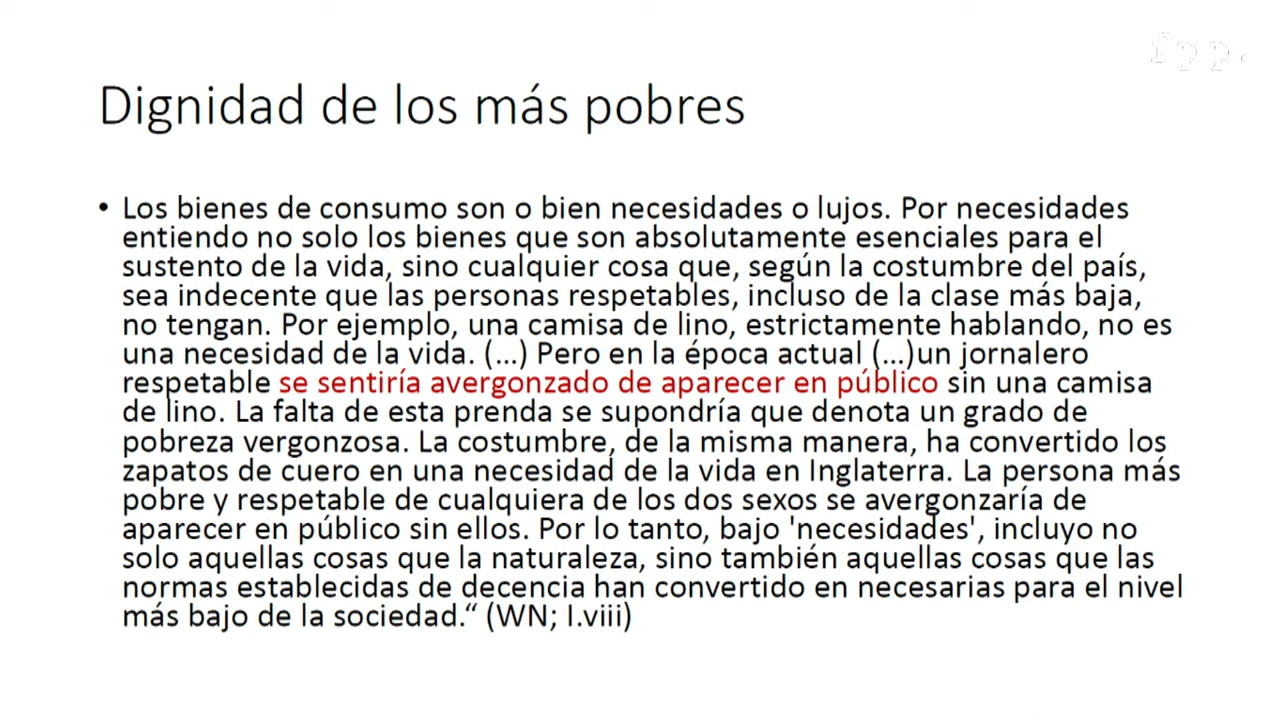 fpp.
Dignidad de los más pobres
• Los bienes de consumo son o bien necesidades o lujos. Por necesidades
entiendo no solo los bienes que son absolutamente esenciales para el
sustento de la vida, sino cualquier cosa que, según la costumbre del país,
sea indecente que las personas respetables, incluso de la clase más baja,
no tengan. Por ejemplo, una camisa de lino, estrictamente hablando, no es
una necesidad de la vida. (...) Pero en la época actual (...)un jornalero
respetable se sentiría avergonzado de aparecer en público sin una camisa
de lino. La falta de esta prenda se supondría que denota un grado de
pobreza vergonzosa. La costumbre, de la misma manera, ha convertido los
zapatos de cuero en una necesidad de la vida en Inglaterra. La persona más
pobre y respetable de cualquiera de los dos sexos se avergonzaría de
aparecer en público sin ellos. Por lo tanto, bajo 'necesidades', incluyo no
solo aquellas cosas que la naturaleza, sino también aquellas cosas que las
normas establecidas de decencia han convertido en necesarias para el nivel
más bajo de la sociedad.“ (WN; I.viii)